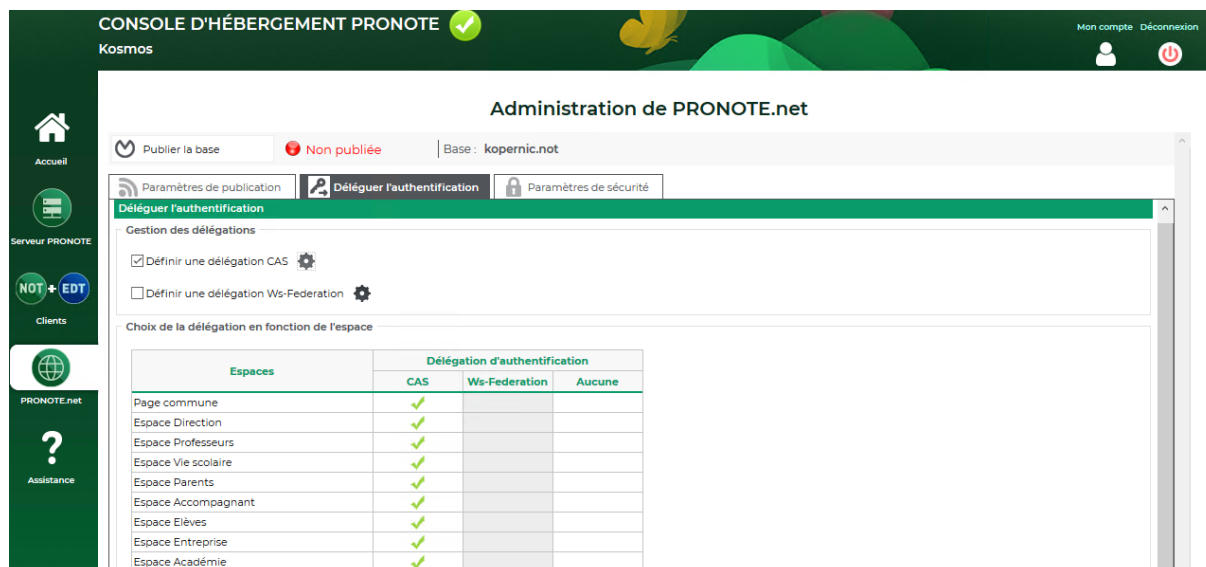 CONSOLE D'HÉBERGEMENT PRONOTE
Kosmos
Mon compte Déconnexion
Administration de PRONOTE.net
Accueil
Publier la base Non publiée Base : kopernic.not
Paramètres de publication Déléguer l'authentification Paramètres de sécurité
Déléguer l'authentification
Serveur PRONOTE
Gestion des délégations
Définir une délégation CAS
NOT + EDT
Définir une délégation Ws-Federation
Clients
Choix de la délégation en fonction de l'espace
Espaces Délégation d'authentification
CAS Ws-Federation Aucune
PRONOTE.net
Page commune
Espace Direction
Espace Professeurs
Espace Vie scolaire
Assistance
Espace Parents
Espace Accompagnant
Espace Elèves
Espace Entreprise
Espace Académie